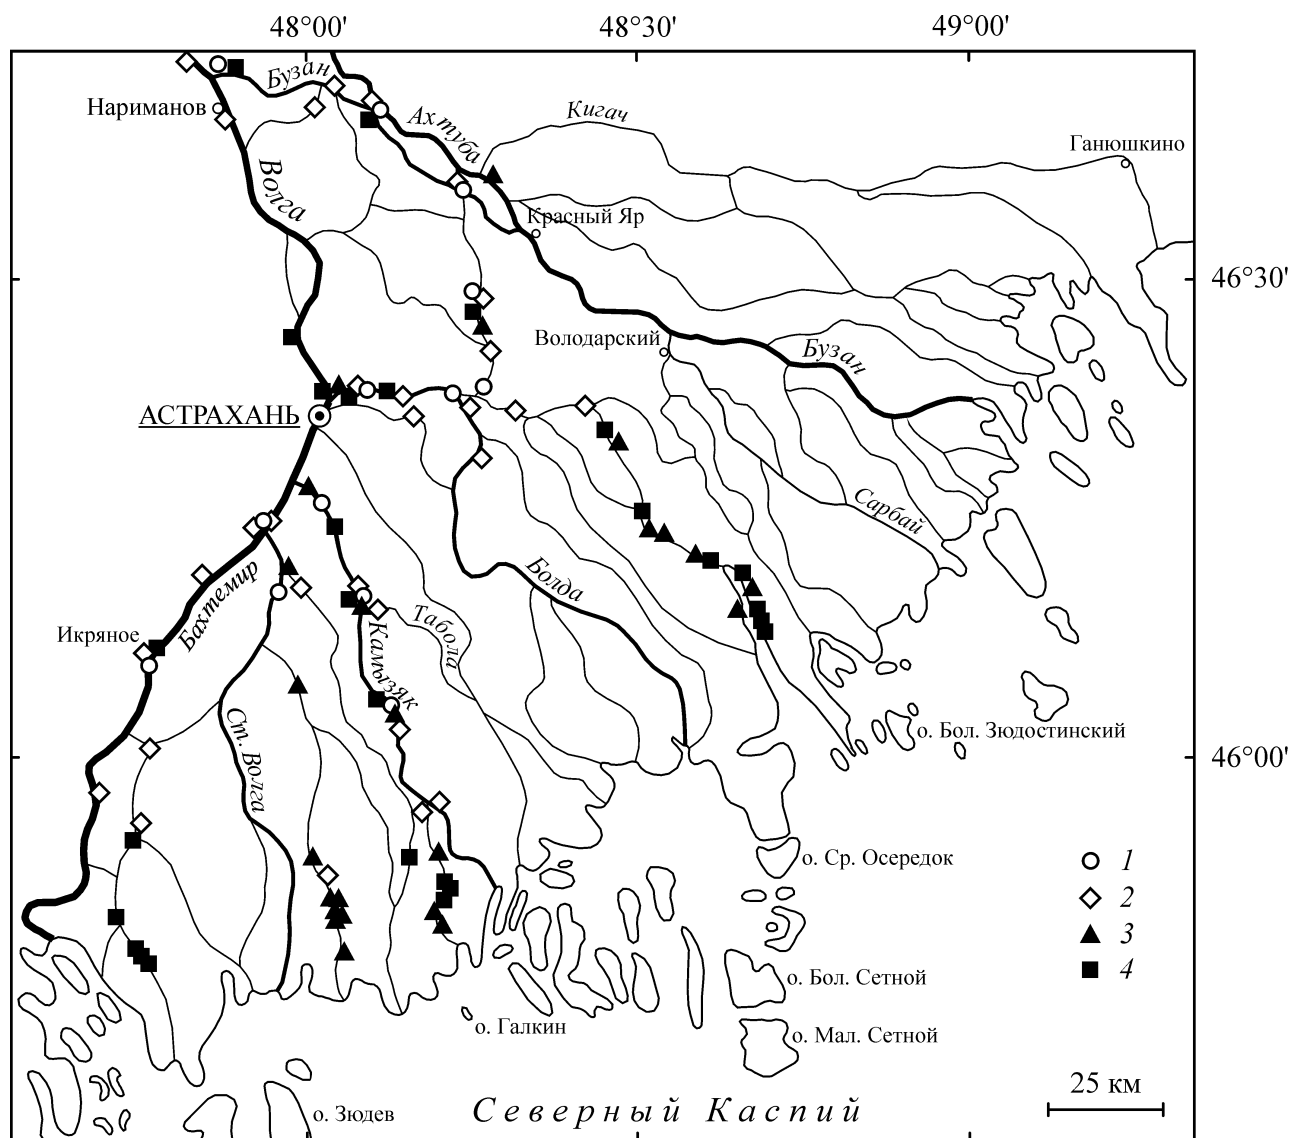 48°00'
48°30'
49°00'
Бузан
Нариманов
Ахтуба
Кигач
Ганюшкино
Волга
Красный Яр
46°30'
Володарский
Бузан
АСТРАХАНЬ
Сарбай
Болда
Бахтемир
Табола
Икряное
Камызяк
Ст. Волга
о. Бол. Зюдостинский
46°00'
о. Ср. Осередок
1
2
3
4
о. Бол. Сетной
о. Галкин
о. Мал. Сетной
25 км
о. Зюдев
Северный Каспий